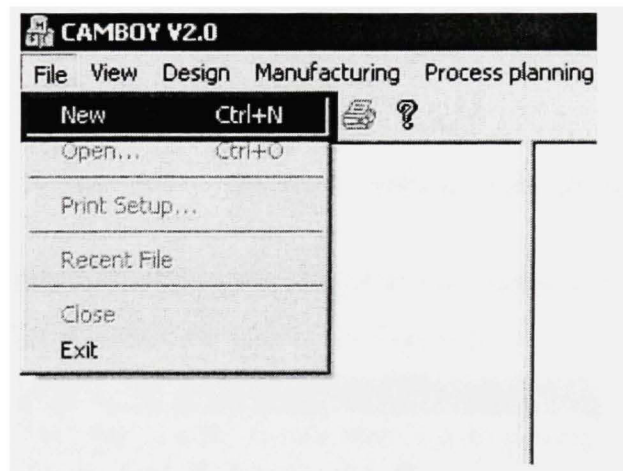 CAMBOY V2.0
File View Design Manufacturing Process planning
New Ctrl+N
Open... Ctrl+O
Print Setup...
Recent File
Close
Exit